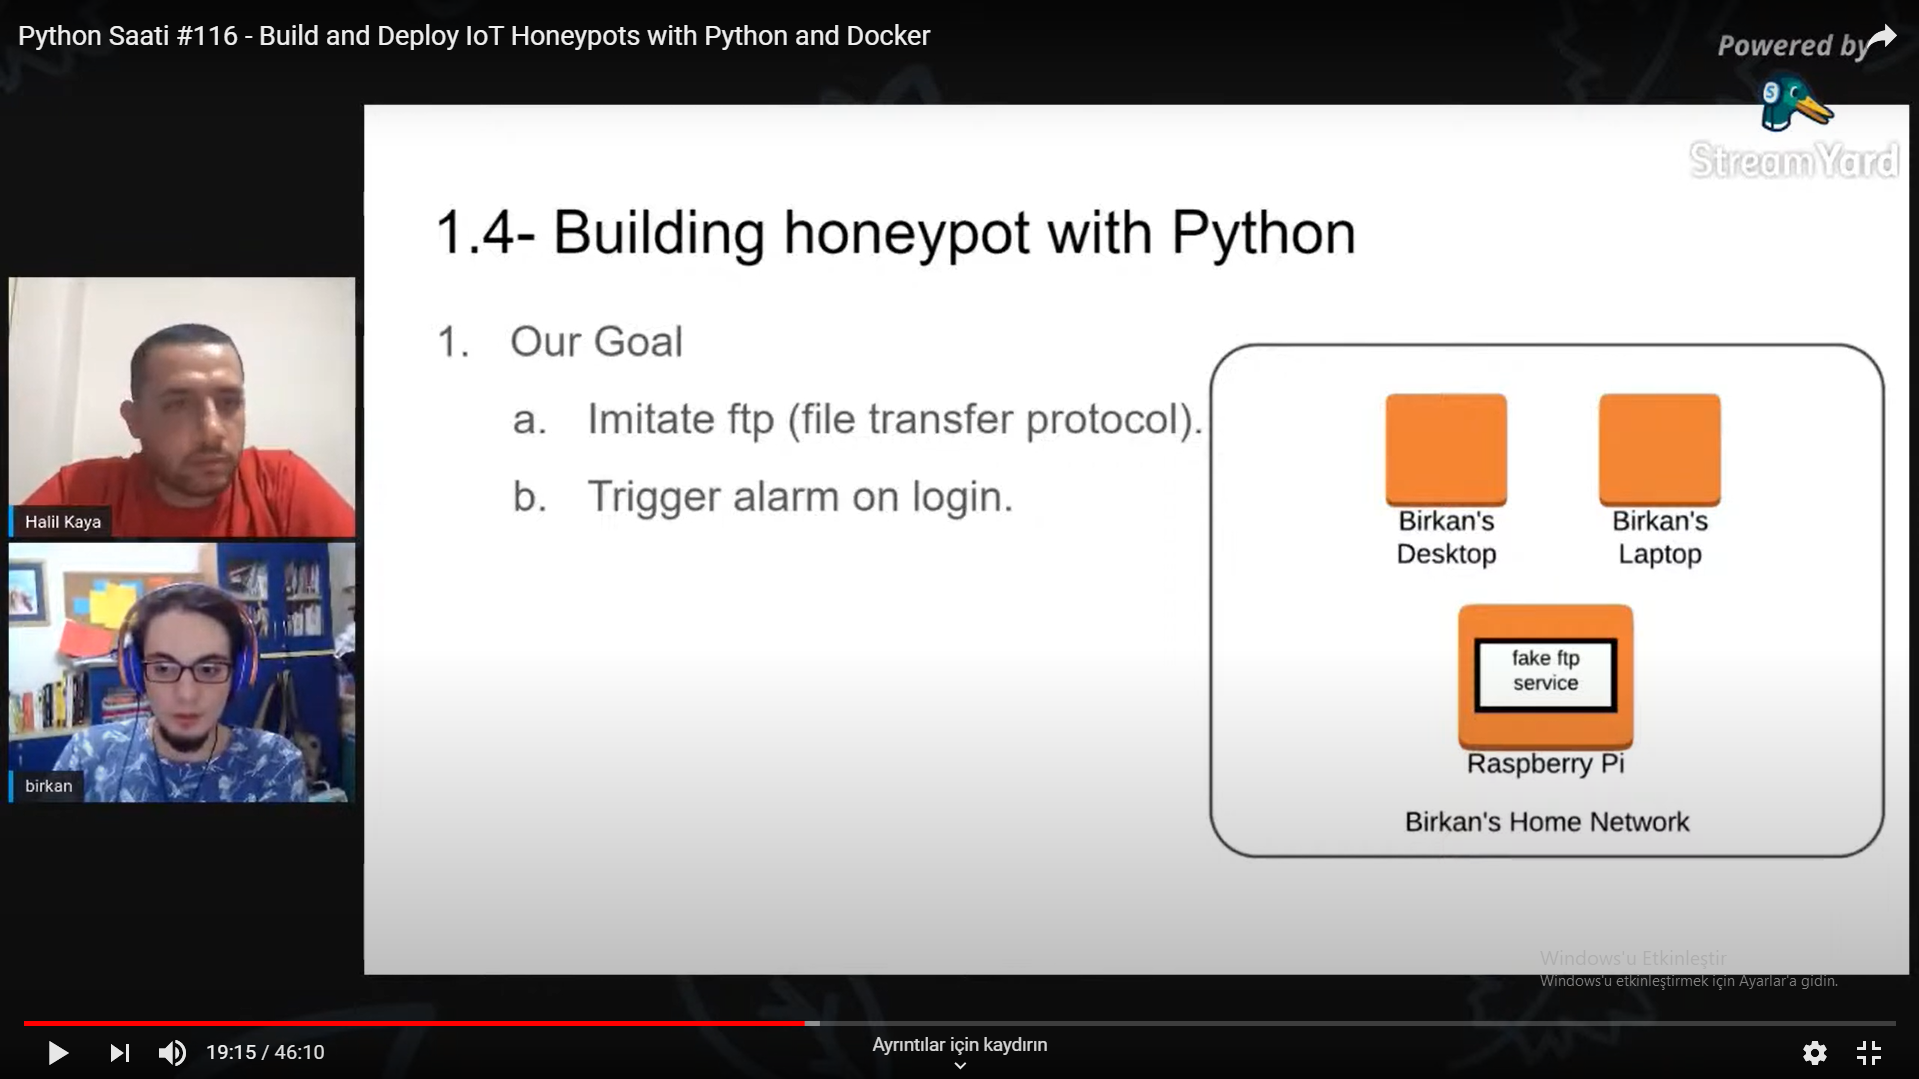 Python Saati #116 - Build and Deploy IoT Honeypots with Python and Docker
Powered by
StreamYard
1.4- Building honeypot with Python
1. Our Goal
a. Imitate ftp (file transfer protocol).
b. Trigger alarm on login.
Birkan's
Desktop
Birkan's
Laptop
fake ftp
service
Raspberry Pi
Birkan's Home Network
Halil Kaya
birkan
Windows'u Etkinleştir
Windows'u etkinleştirmek için Ayarlar'a gidin.
19:15 / 46:10
Ayrıntılar için kaydırın